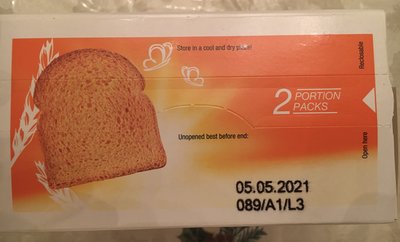 Store in a cool and dry place!
Reclosable
2 PORTION
PACKS
Unopened best before end:
Open here
05.05.2021
089/A1/L3